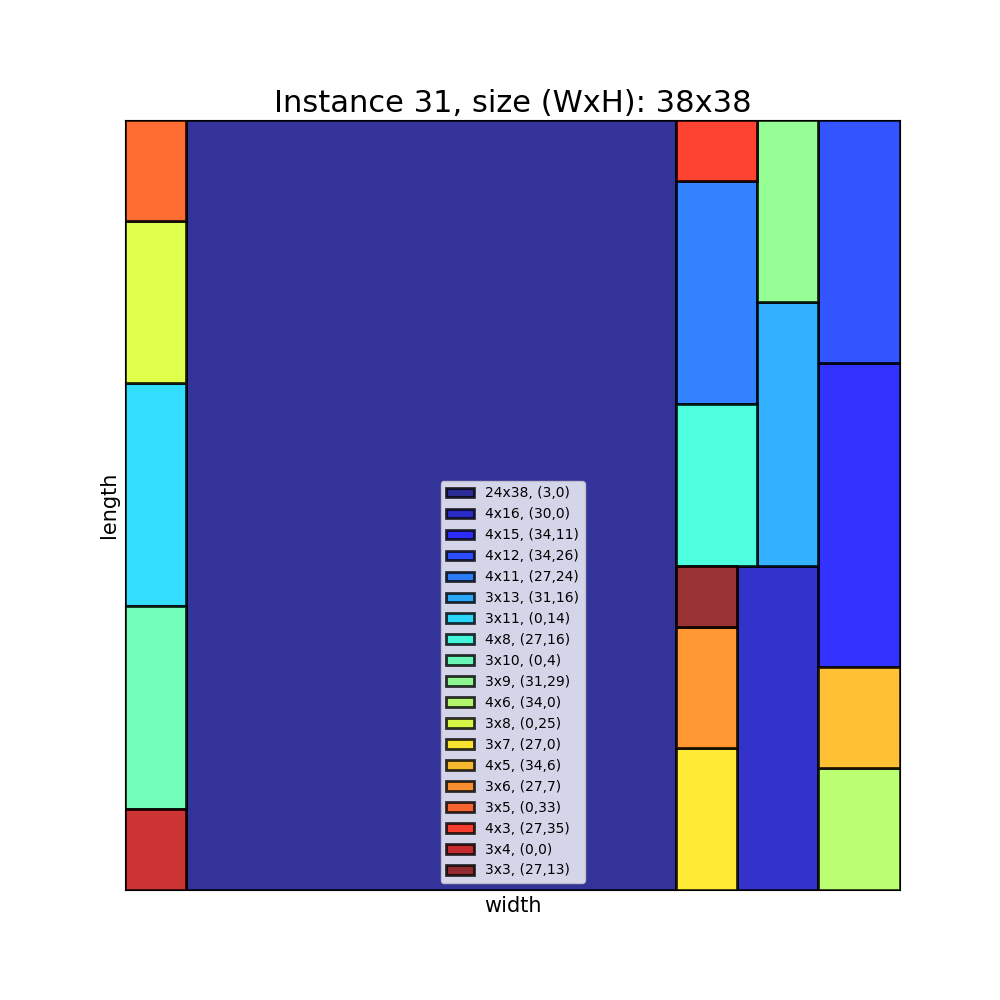 Instance 31, size (WxH): 38x38
length
24x38, (3,0)
4x16, (30,0)
4x15, (34,11)
4x12, (34,26)
4x11, (27,24)
3x13, (31,16)
3x11, (0,14)
4x8, (27,16)
3x10, (0,4)
3x9, (31,29)
4x6, (34,0)
3x8, (0,25)
3x7, (27,0)
4x5, (34,6)
3x6, (27,7)
3x5, (0,33)
4x3, (27,35)
3x4, (0,0)
3x3, (27,13)
width